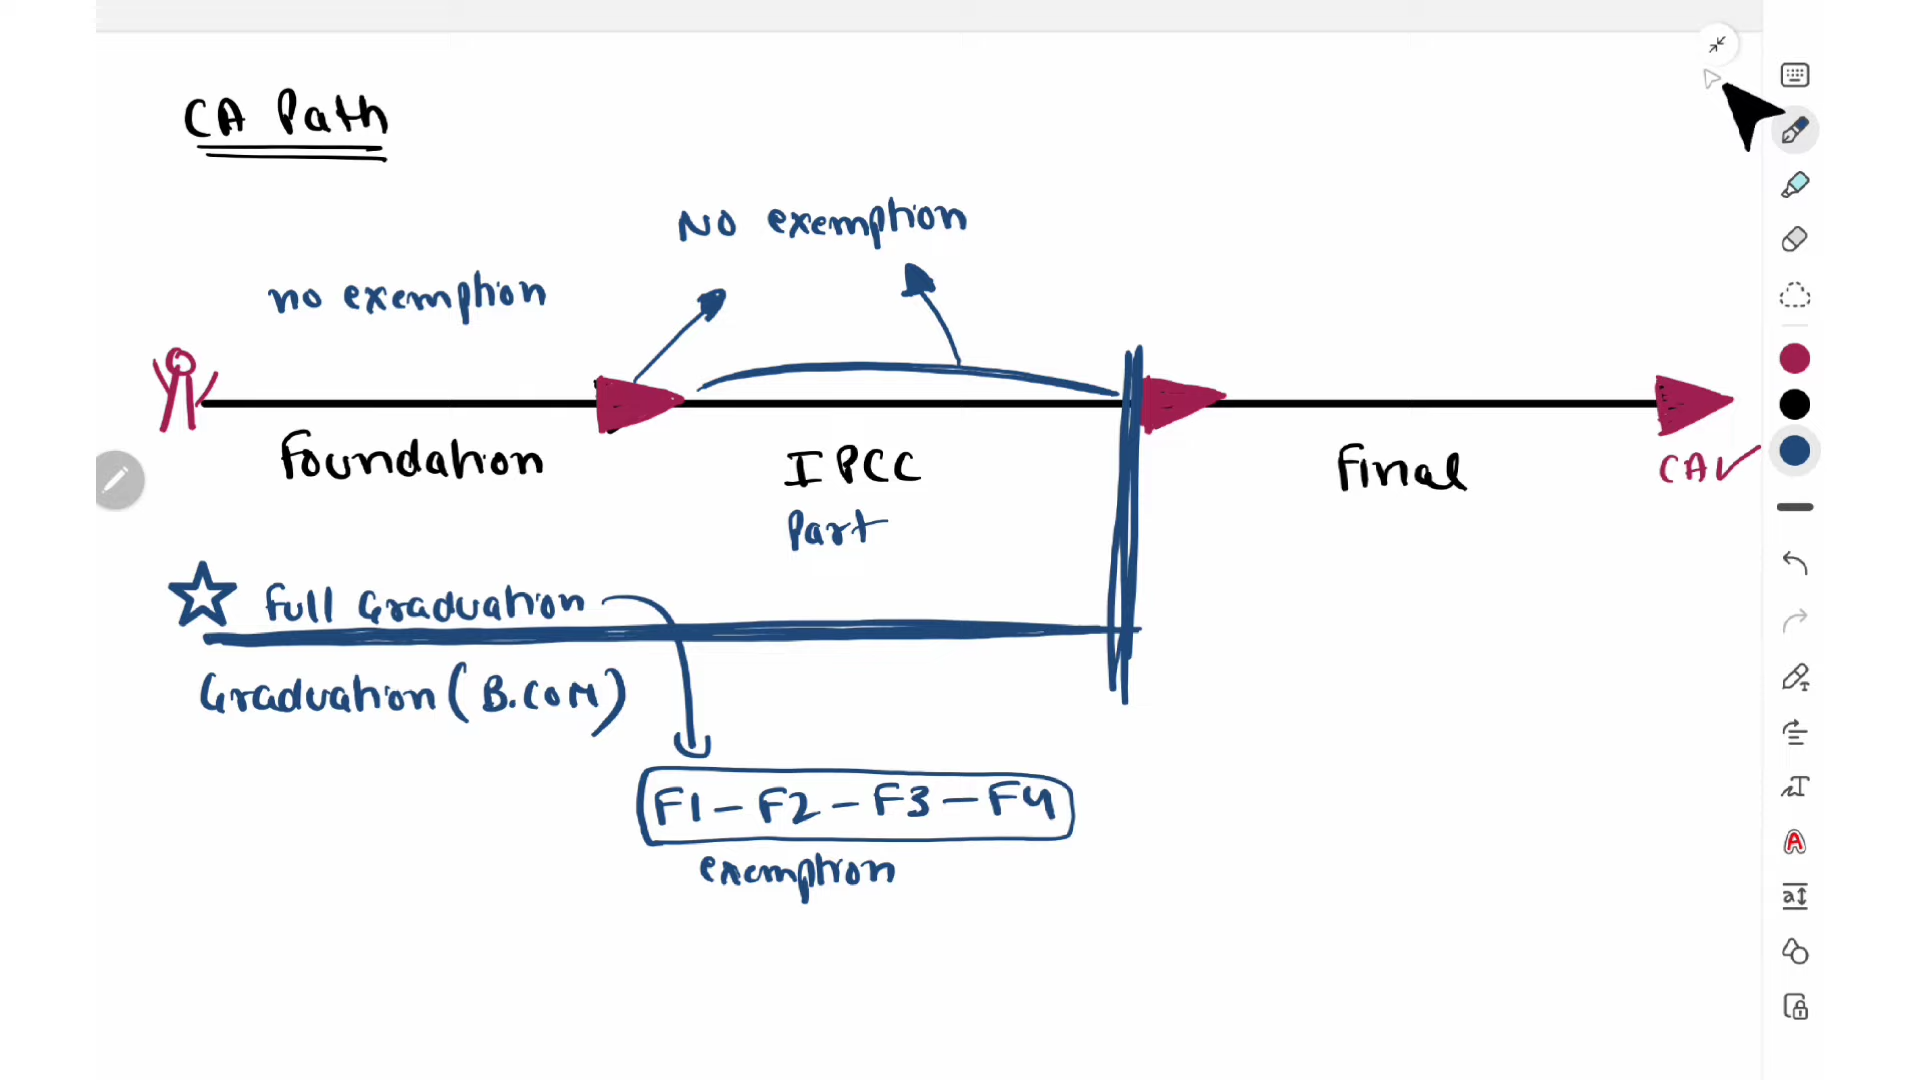 CA Path
No exemption
no exemption
Foundation
IPCC
Final
CA
Part
Full Graduation
Graduation (B.COM)
F1 - F2 - F3 - F4
exemption